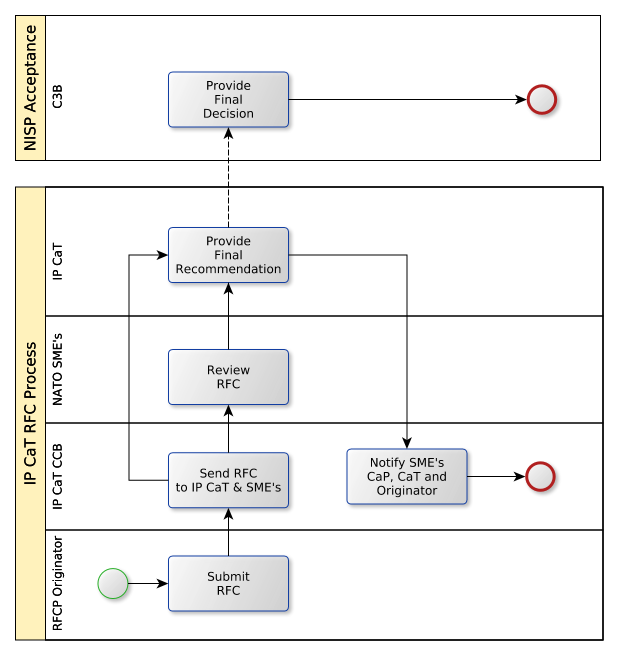 NISP Acceptance
C3B
Provide
Final
Decision
IP CaT RFC Process
IP CaT
Provide
Final
Recommendation
NATO SME's
Review
RFC
IP CaT CCB
Send RFC
to IP CaT & SME's
Notify SME's
CaP, CaT and
Originator
RFCP Originator
Submit
RFC